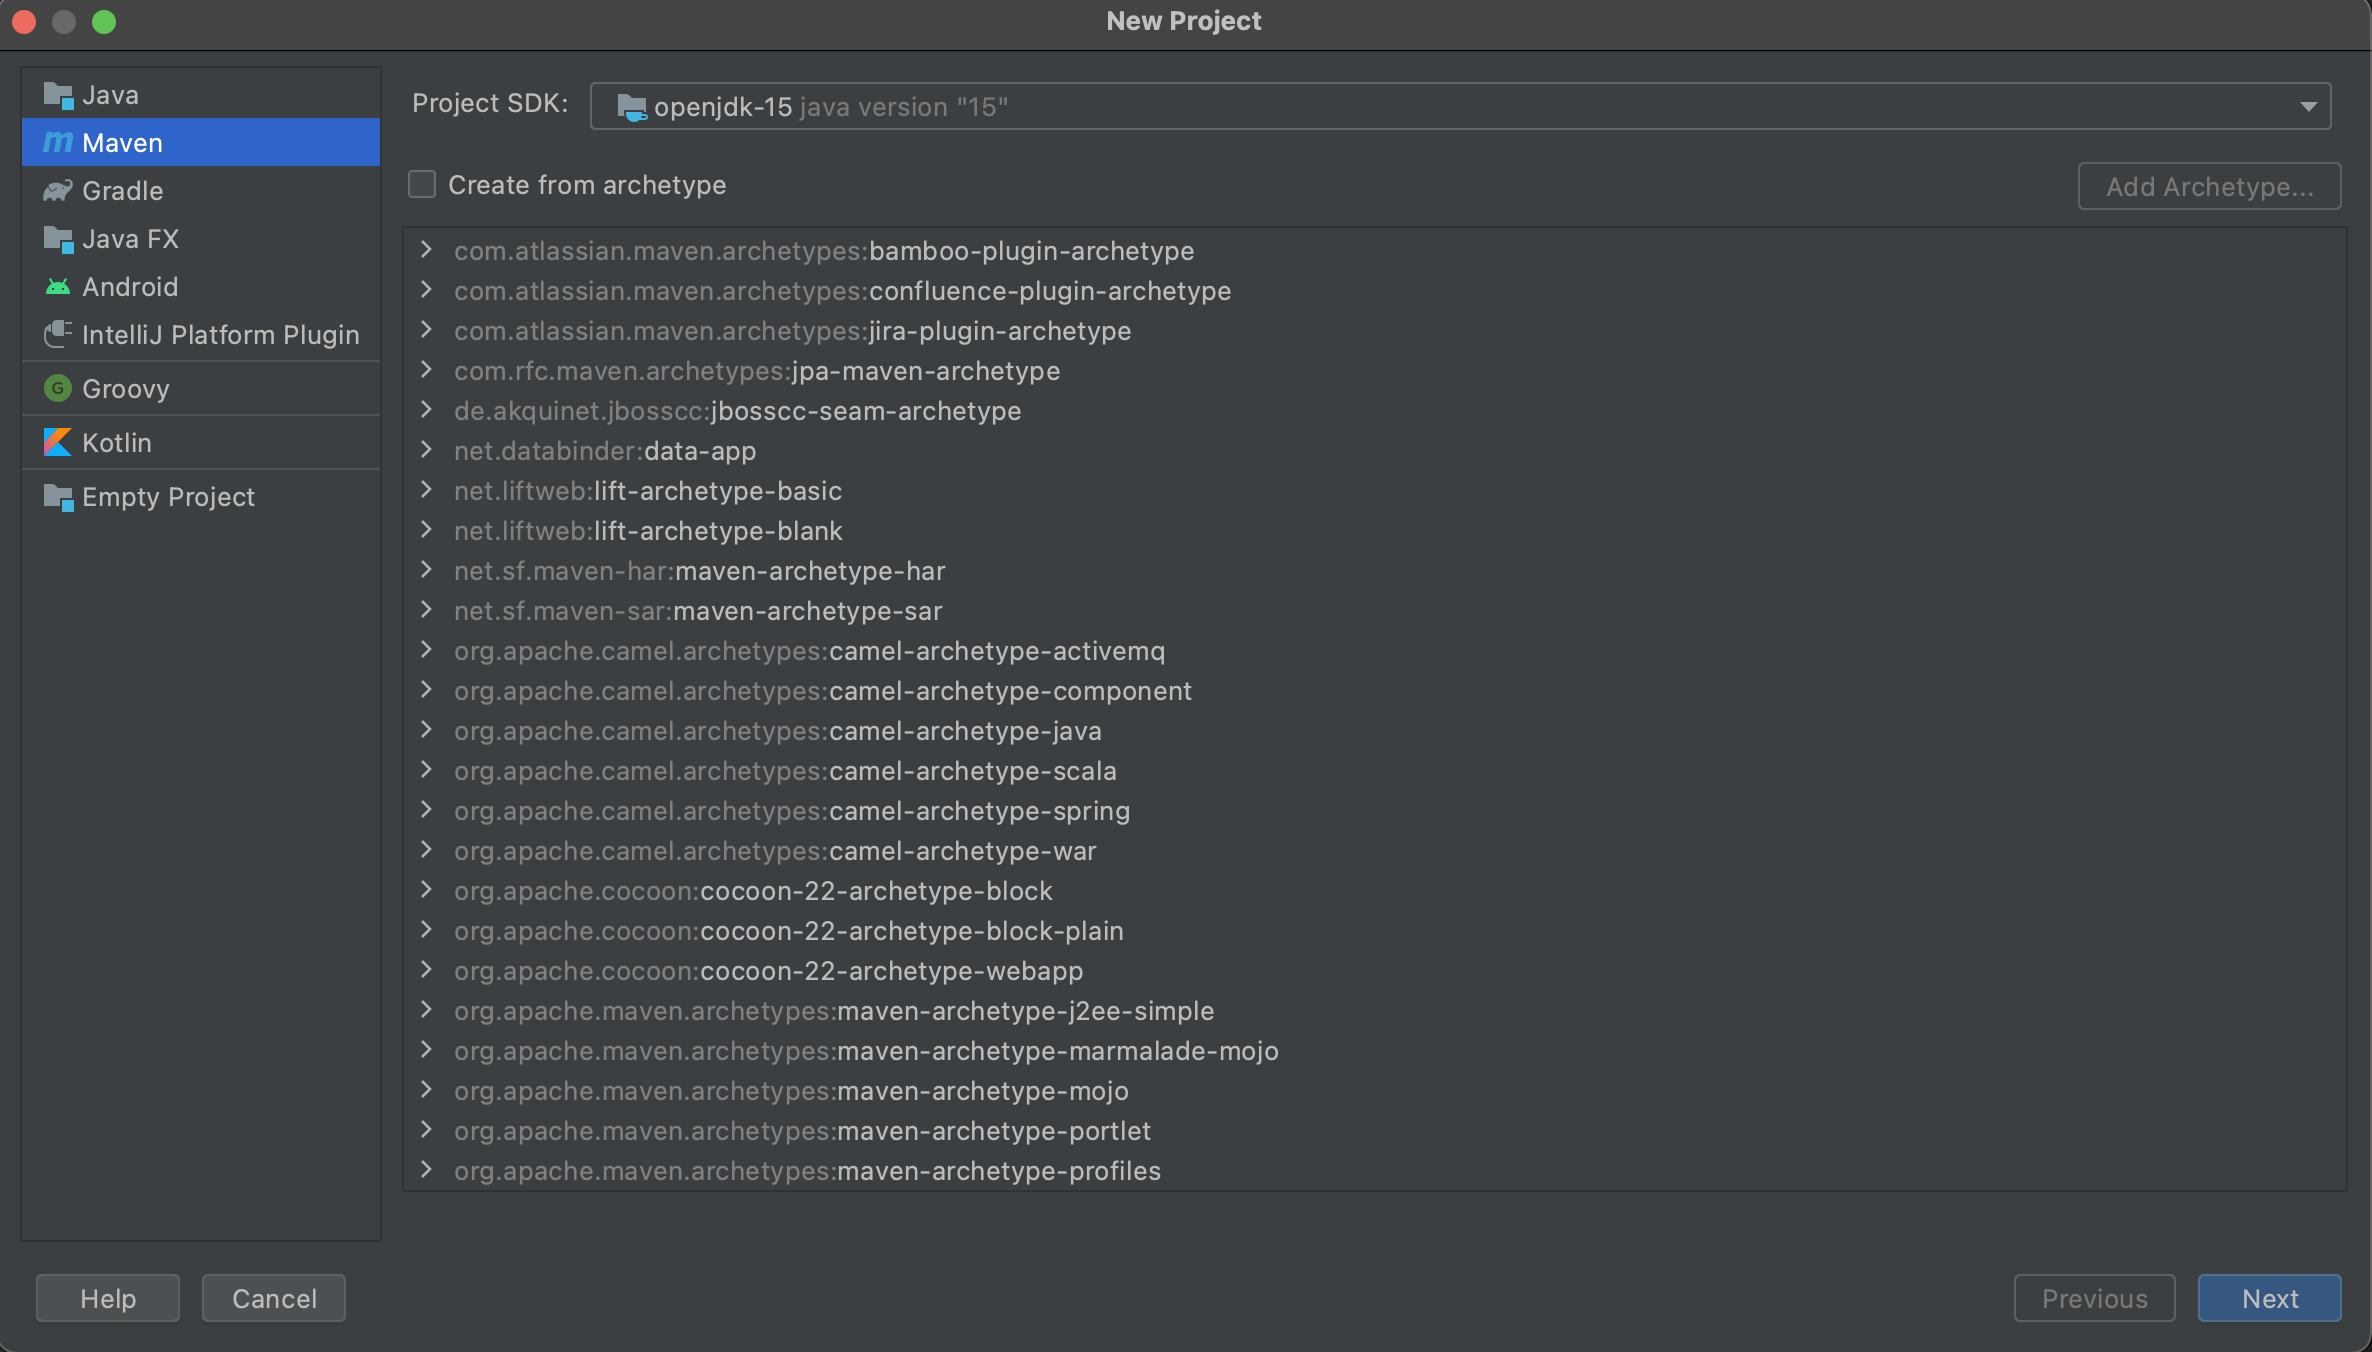 New Project
Java
Maven
Gradle
Java FX
Android
IntelliJ Platform Plugin
Groovy
Kotlin
Empty Project
Project SDK: openjdk-15 java version "15"
Create from archetype
Add Archetype...
com.atlassian.maven.archetypes:bamboo-plugin-archetype
com.atlassian.maven.archetypes:confluence-plugin-archetype
com.atlassian.maven.archetypes:jira-plugin-archetype
com.rfc.maven.archetypes:jpa-maven-archetype
de.akquinet.jbosscc:jbosscc-seam-archetype
net.databinder:data-app
net.liftweb:lift-archetype-basic
net.liftweb:lift-archetype-blank
net.sf.maven-har:maven-archetype-har
net.sf.maven-sar:maven-archetype-sar
org.apache.camel.archetypes:camel-archetype-activemq
org.apache.camel.archetypes:camel-archetype-component
org.apache.camel.archetypes:camel-archetype-java
org.apache.camel.archetypes:camel-archetype-scala
org.apache.camel.archetypes:camel-archetype-spring
org.apache.camel.archetypes:camel-archetype-war
org.apache.cocoon:cocoon-22-archetype-block
org.apache.cocoon:cocoon-22-archetype-block-plain
org.apache.cocoon:cocoon-22-archetype-webapp
org.apache.maven.archetypes:maven-archetype-j2ee-simple
org.apache.maven.archetypes:maven-archetype-marmalade-mojo
org.apache.maven.archetypes:maven-archetype-mojo
org.apache.maven.archetypes:maven-archetype-portlet
org.apache.maven.archetypes:maven-archetype-profiles
Help
Cancel
Previous
Next